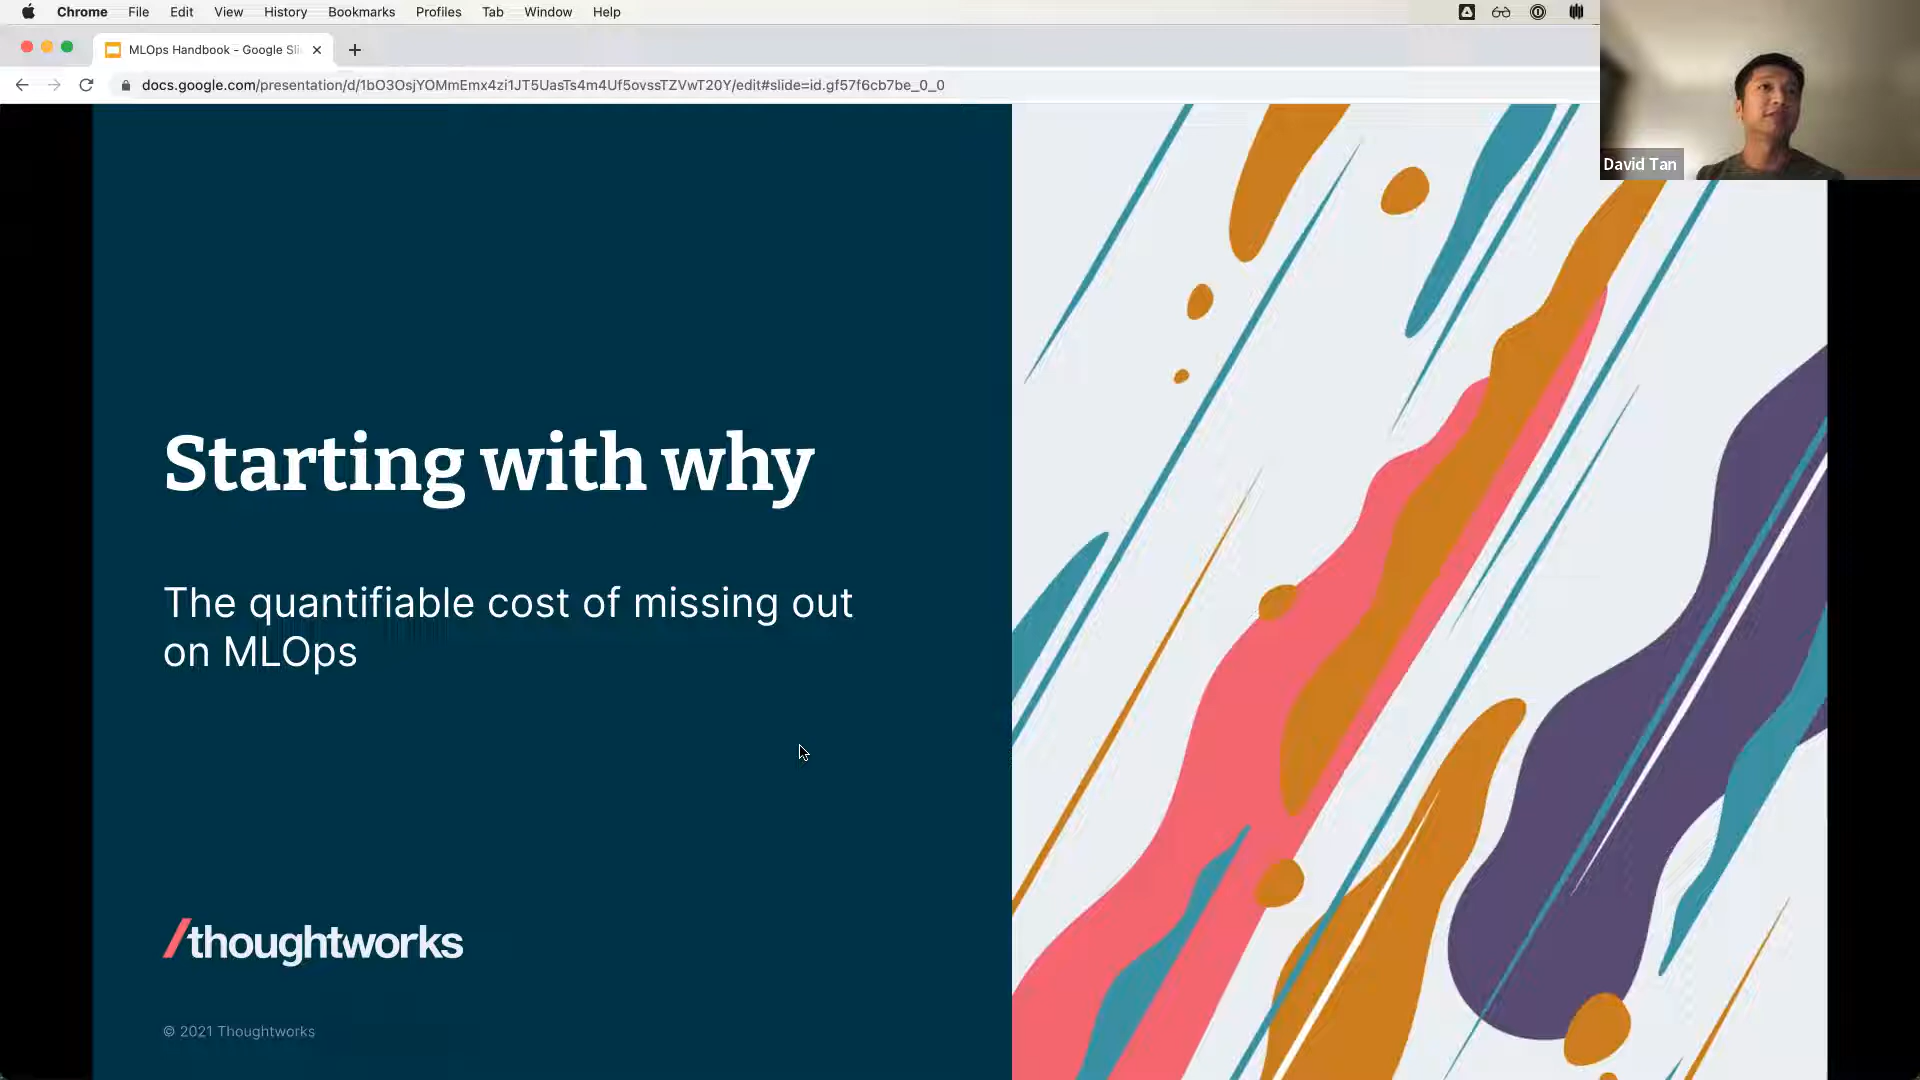 Chrome File Edit View History Bookmarks Profiles Tab Window Help
MLOps Handbook - Google Sli
docs.google.com/presentation/d/1bO3OsjYOMmEmx4zi1JT5UasTs4m4Uf5ovssTZVwT20Y/edit#slide=id.gf57f6cb7be_0_0
David Tan
Starting with why
The quantifiable cost of missing out
on MLOps
/thoughtworks
© 2021 Thoughtworks